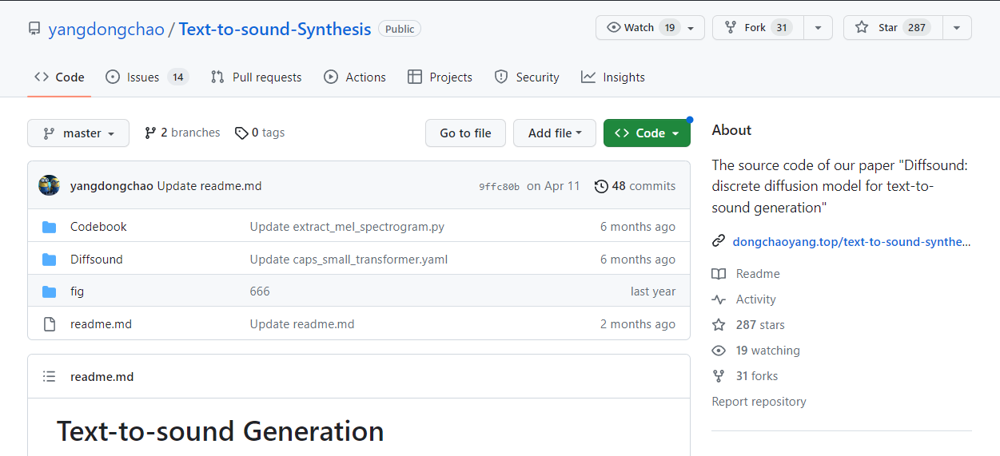 yangdongchao / Text-to-sound-Synthesis Public Watch 19 Fork 31 Star 287
Code Issues 14 Pull requests Actions Projects Security Insights
master 2 branches 0 tags Go to file Add file Code
yangdongchao Update readme.md 9ffc80b on Apr 11 48 commits
Codebook Update extract_mel_spectrogram.py 6 months ago
Diffsound Update caps_small_transformer.yaml 6 months ago
fig 666 last year
readme.md Update readme.md 2 months ago
readme.md
Text-to-sound Generation
About
The source code of our paper "Diffsound:
discrete diffusion model for text-to-
sound generation"
dongchaoyang.top/text-to-sound-synthe...
Readme
Activity
287 stars
19 watching
31 forks
Report repository